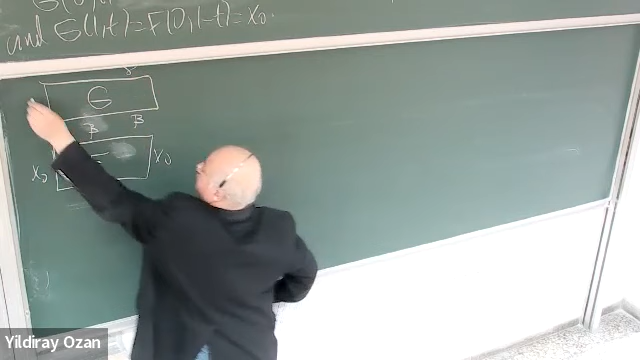 and G(1,t)=F(0,1-t)=x₀.
G
β β
x₀ x₀
Yildiray Ozan